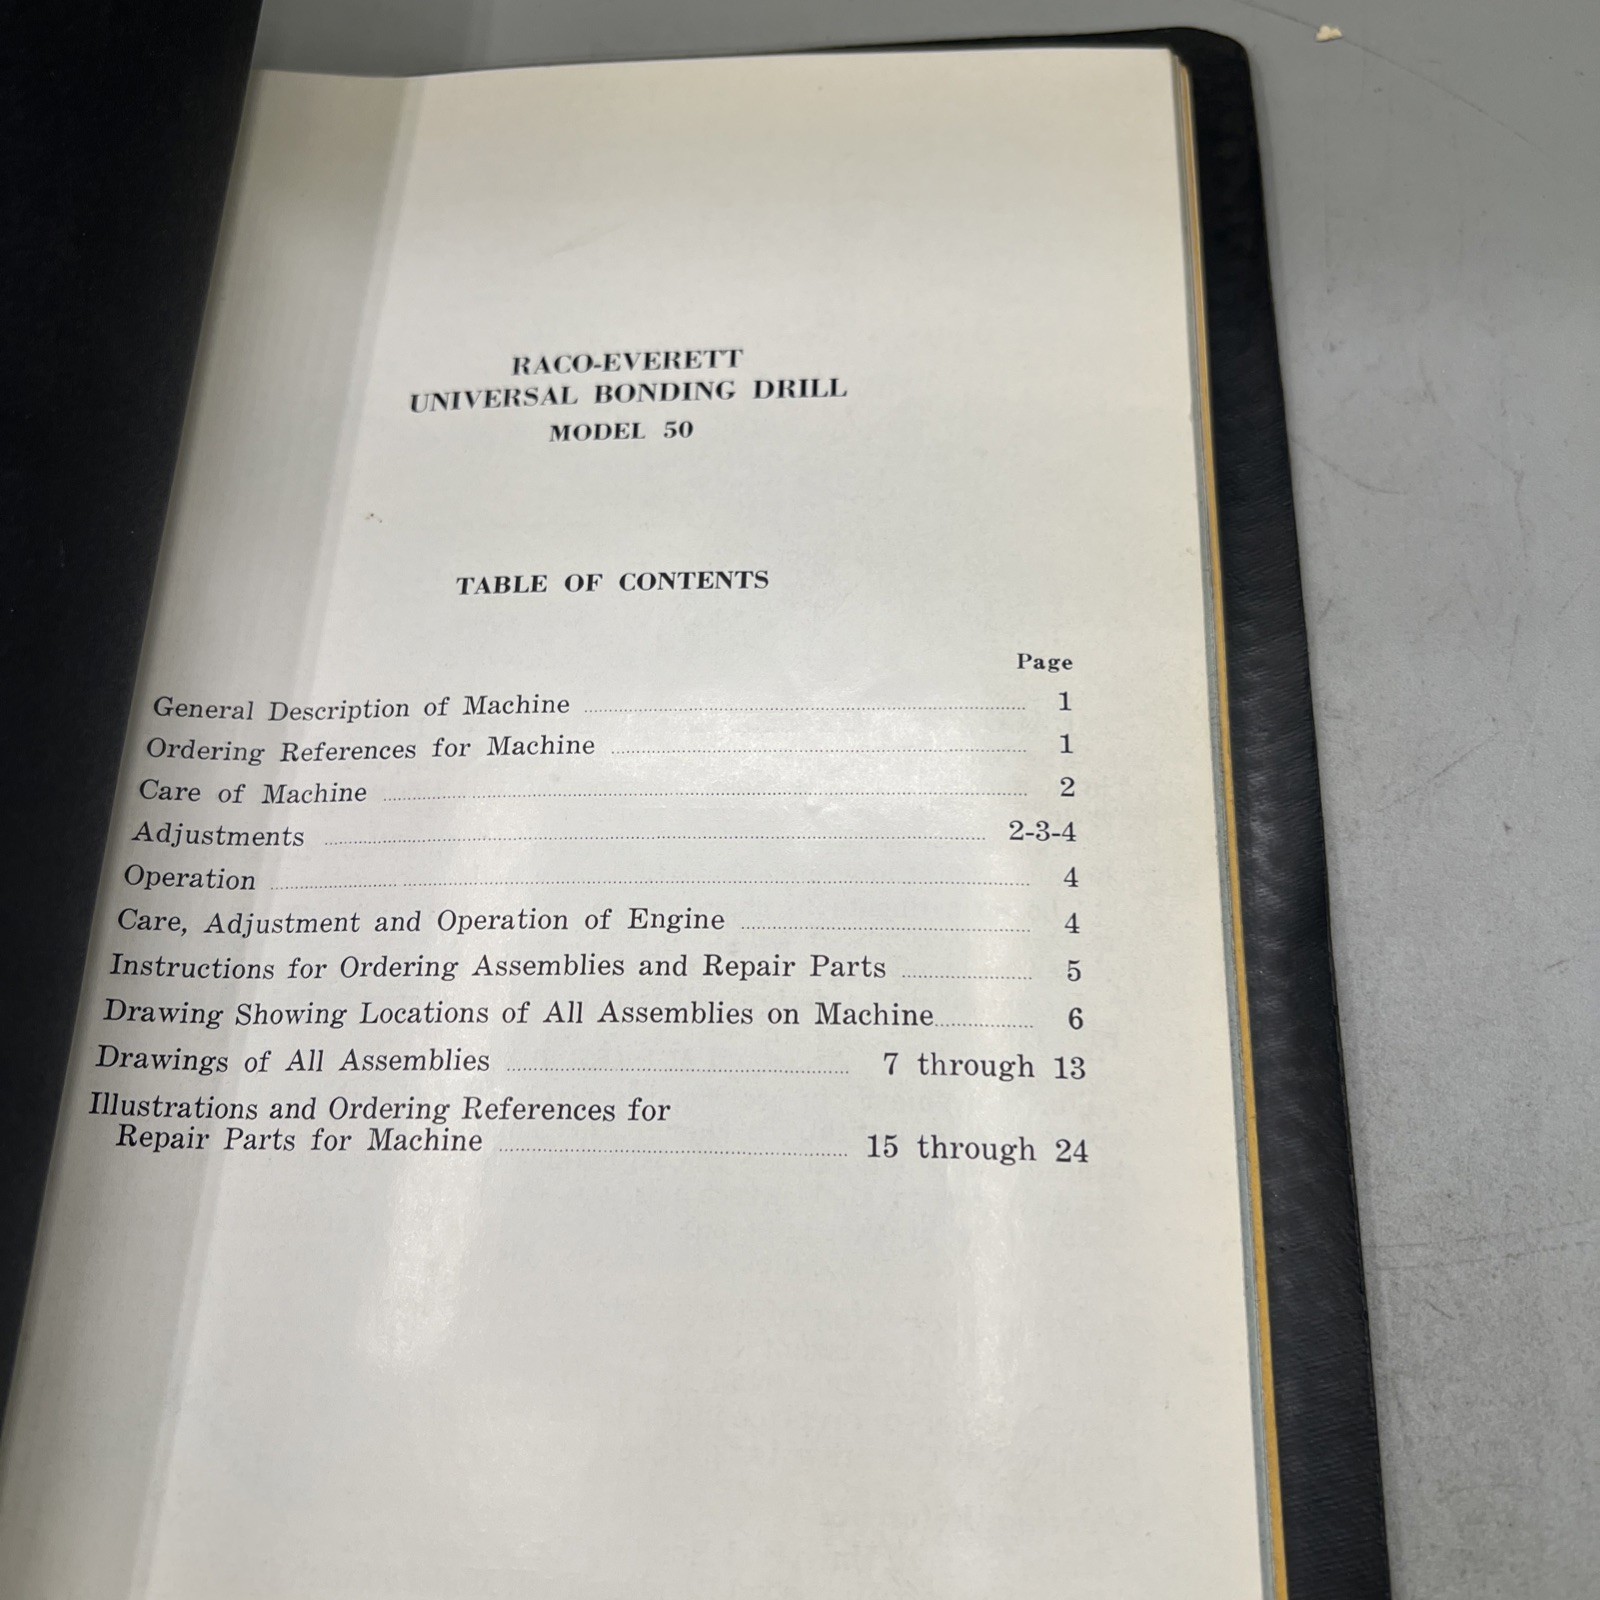 RACO-EVERETT
UNIVERSAL BONDING DRILL
MODEL 50
TABLE OF CONTENTS
Page
General Description of Machine 1
Ordering References for Machine 1
Care of Machine 2
Adjustments 2-3-4
Operation 4
Care, Adjustment and Operation of Engine 4
Instructions for Ordering Assemblies and Repair Parts 5
Drawing Showing Locations of All Assemblies on Machine 6
Drawings of All Assemblies 7 through 13
Illustrations and Ordering References for
Repair Parts for Machine 15 through 24